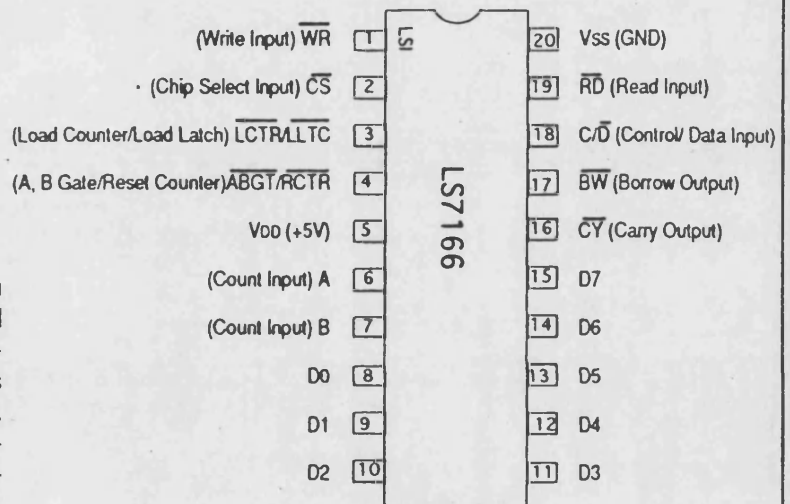 (Write Input) WR 1 LSI 20 Vss (GND)
· (Chip Select Input) CS 2 19 RD (Read Input)
(Load Counter/Load Latch) LCTR/LLTC 3 18 C/D (Control/ Data Input)
(A, B Gate/Reset Counter)ABGT/RCTR 4 17 BW (Borrow Output)
VDD (+5V) 5 16 CY (Carry Output)
LS7166
(Count Input) A 6 15 D7
(Count Input) B 7 14 D6
D0 8 13 D5
D1 9 12 D4
D2 10 11 D3